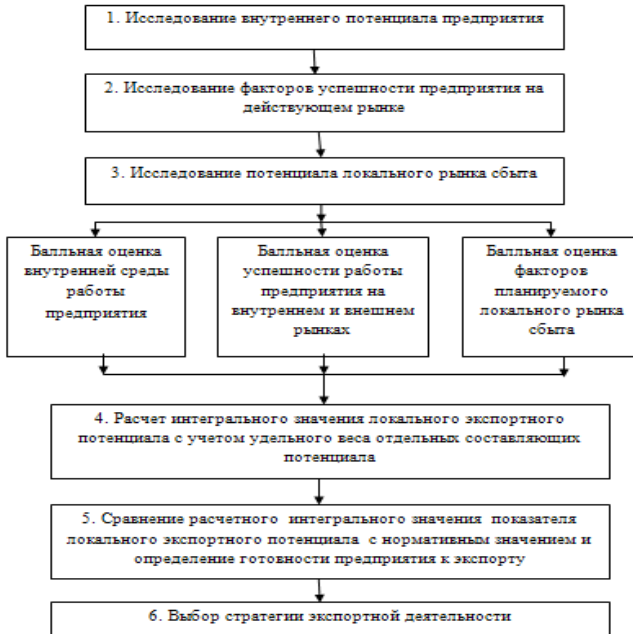 1. Исследование внутреннего потенциала предприятия
2. Исследование факторов успешности предприятия на
действующем рынке
3. Исследование потенциала локального рынка сбыта
Балльная оценка
внутренней среды
работы
предприятия
Балльная оценка
успешности работы
предприятия на
внутреннем и внешнем
рынках
Балльная оценка
факторов
планируемого
локального рынка
сбыта
4. Расчет интегрального значения локального экспортного
потенциала с учетом удельного веса отдельных составляющих
потенциала
5. Сравнение расчетного интегрального значения показателя
локального экспортного потенциала с нормативным значением и
определение готовности предприятия к экспорту
6. Выбор стратегии экспортной деятельности